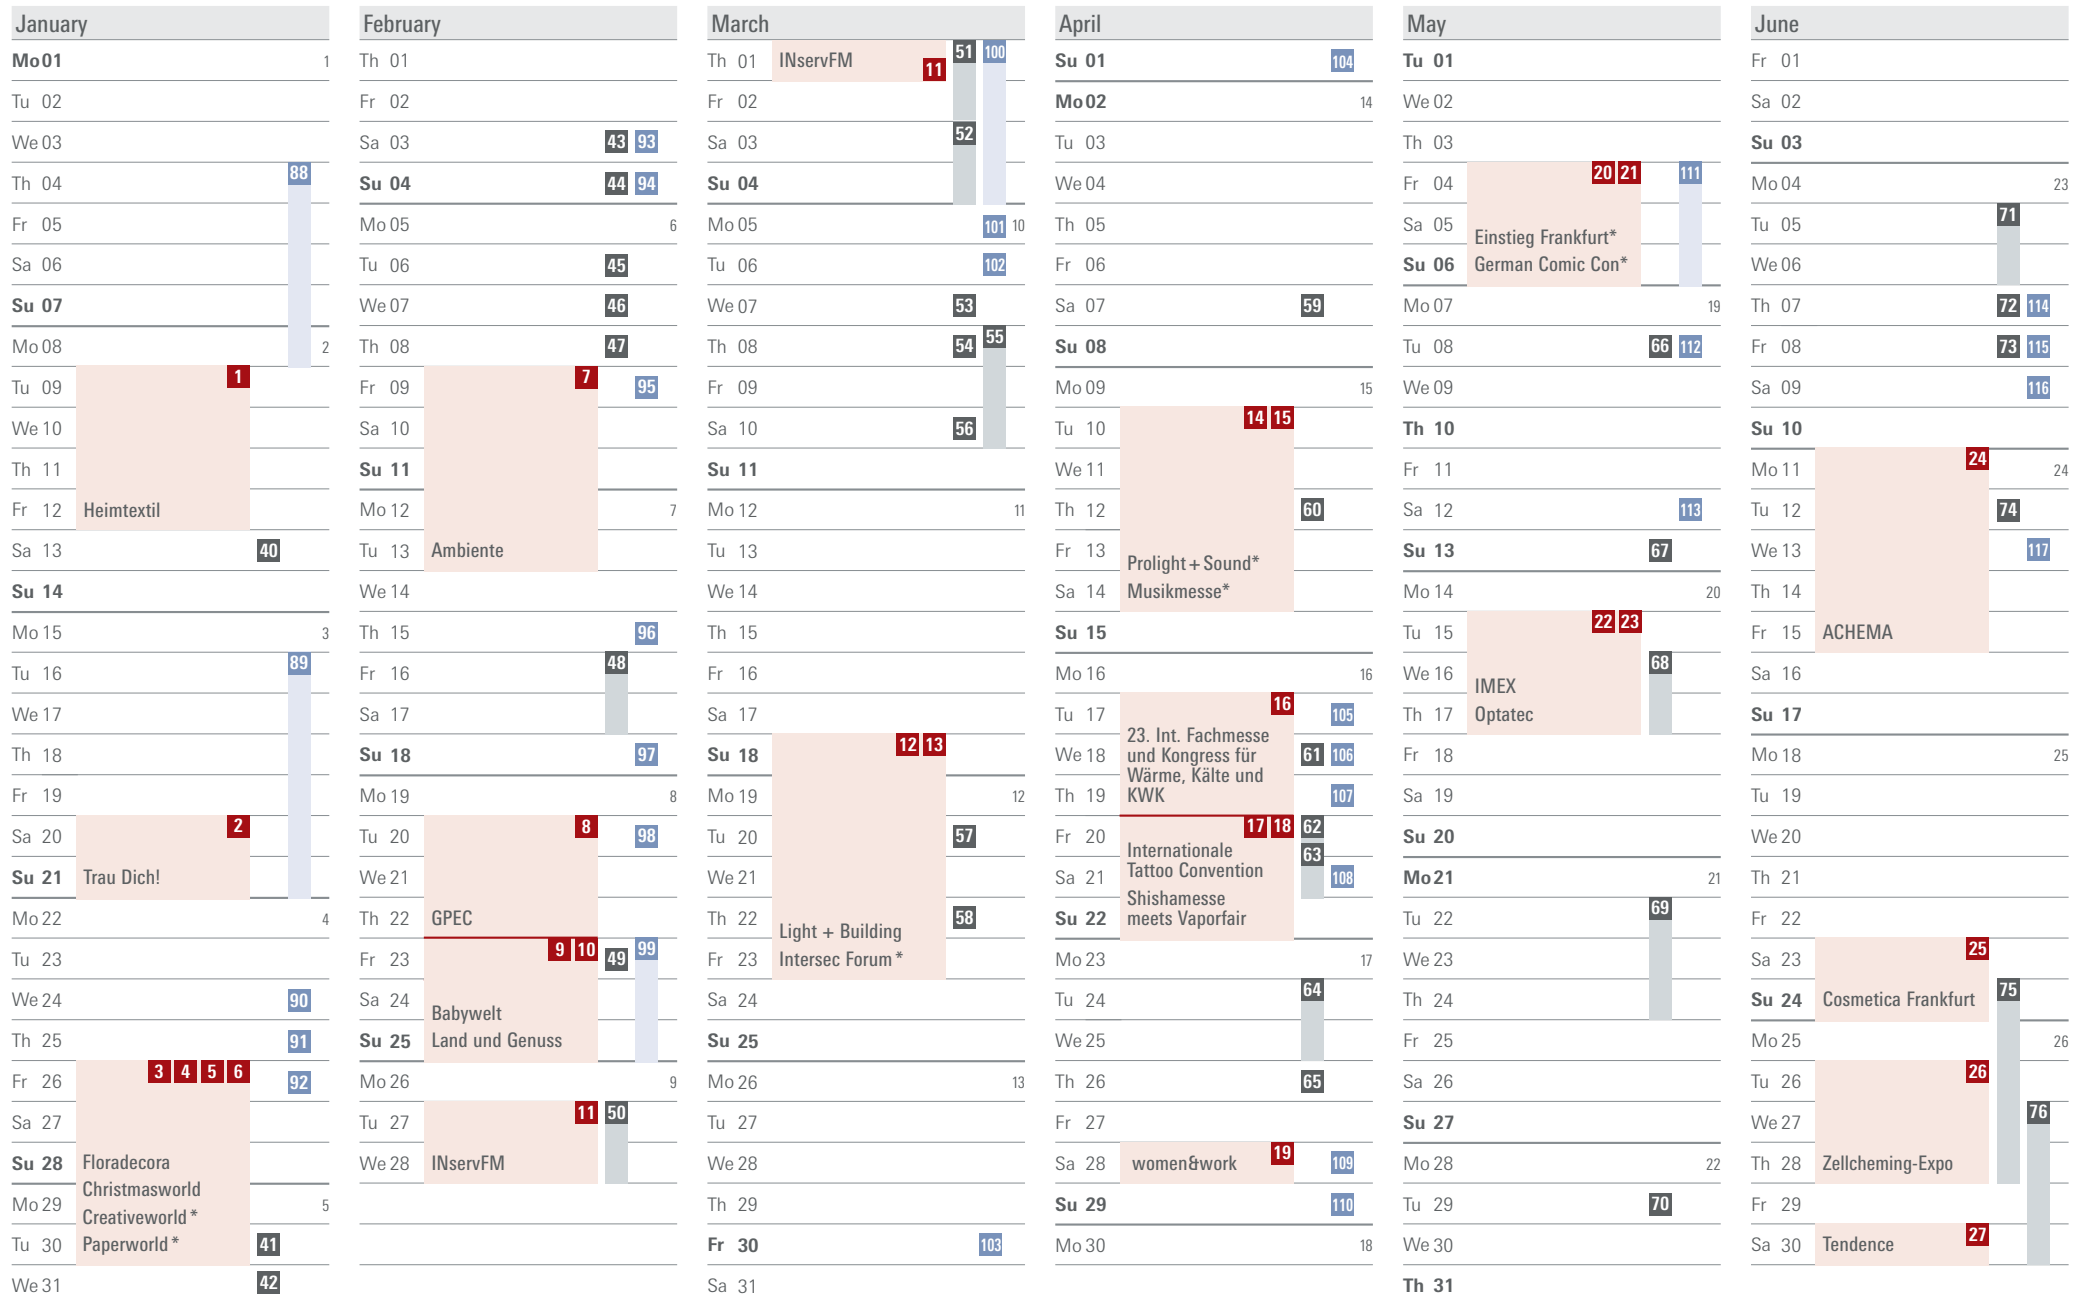 January
Mo 01 1
Tu 02
We 03
Th 04 88
Fr 05
Sa 06
Su 07
Mo 08 2
Tu 09 1
We 10
Th 11
Fr 12 Heimtextil
Sa 13 40
Su 14
Mo 15 3
Tu 16 89
We 17
Th 18
Fr 19
Sa 20 2
Su 21 Trau Dich!
Mo 22 4
Tu 23
We 24 90
Th 25 91
Fr 26 3 4 5 6 92
Sa 27
Su 28 Floradecora
Christmasworld
Mo 29 5
Creativeworld *
Tu 30 Paperworld * 41
We 31 42
February
Th 01
Fr 02
Sa 03 43 93
Su 04 44 94
Mo 05 6
Tu 06 45
We 07 46
Th 08 47
Fr 09 7 95
Sa 10
Su 11
Mo 12 7
Tu 13 Ambiente
We 14
Th 15 96
Fr 16 48
Sa 17
Su 18 97
Mo 19 8
Tu 20 8 98
We 21
Th 22 GPEC
Fr 23 9 10 49 99
Sa 24
Babywelt
Su 25 Land und Genuss
Mo 26 9
Tu 27 11 50
We 28 INservFM
March
Th 01 INservFM 11 51 100
Fr 02
Sa 03 52
Su 04
Mo 05 101 10
Tu 06 102
We 07 53
Th 08 54 55
Fr 09
Sa 10 56
Su 11
Mo 12 11
Tu 13
We 14
Th 15
Fr 16
Sa 17
Su 18 12 13
Mo 19 12
Tu 20 57
We 21
Th 22 58
Light + Building
Fr 23 Intersec Forum *
Sa 24
Su 25
Mo 26 13
Tu 27
We 28
Th 29
Fr 30 103
Sa 31
April
Su 01 104
Mo 02 14
Tu 03
We 04
Th 05
Fr 06
Sa 07 59
Su 08
Mo 09 15
Tu 10 14 15
We 11
Th 12 60
Fr 13
Prolight + Sound*
Sa 14 Musikmesse*
Su 15
Mo 16 16
Tu 17 16 105
23. Int. Fachmesse
We 18 und Kongress für 61 106
Wärme, Kälte und
Th 19 KWK 107
Fr 20 17 18 62
Internationale 63
Sa 21 Tattoo Convention 108
Shishamesse
Su 22 meets Vaporfair
Mo 23 17
Tu 24 64
We 25
Th 26 65
Fr 27
Sa 28 women&work 19 109
Su 29 110
Mo 30 18
May
Tu 01
We 02
Th 03
Fr 04 20 21 111
Sa 05
Einstieg Frankfurt*
Su 06 German Comic Con*
Mo 07 19
Tu 08 66 112
We 09
Th 10
Fr 11
Sa 12 113
Su 13 67
Mo 14 20
Tu 15 22 23
We 16 68
IMEX
Th 17 Optatec
Fr 18
Sa 19
Su 20
Mo 21 21
Tu 22 69
We 23
Th 24
Fr 25
Sa 26
Su 27
Mo 28 22
Tu 29 70
We 30
Th 31
June
Fr 01
Sa 02
Su 03
Mo 04 23
Tu 05 71
We 06
Th 07 72 114
Fr 08 73 115
Sa 09 116
Su 10
Mo 11 24 24
Tu 12 74
We 13 117
Th 14
Fr 15 ACHEMA
Sa 16
Su 17
Mo 18 25
Tu 19
We 20
Th 21
Fr 22
Sa 23 25
Su 24 Cosmetica Frankfurt 75
Mo 25 26
Tu 26 26
We 27 76
Th 28 Zellcheming-Expo
Fr 29
Sa 30 Tendence 27